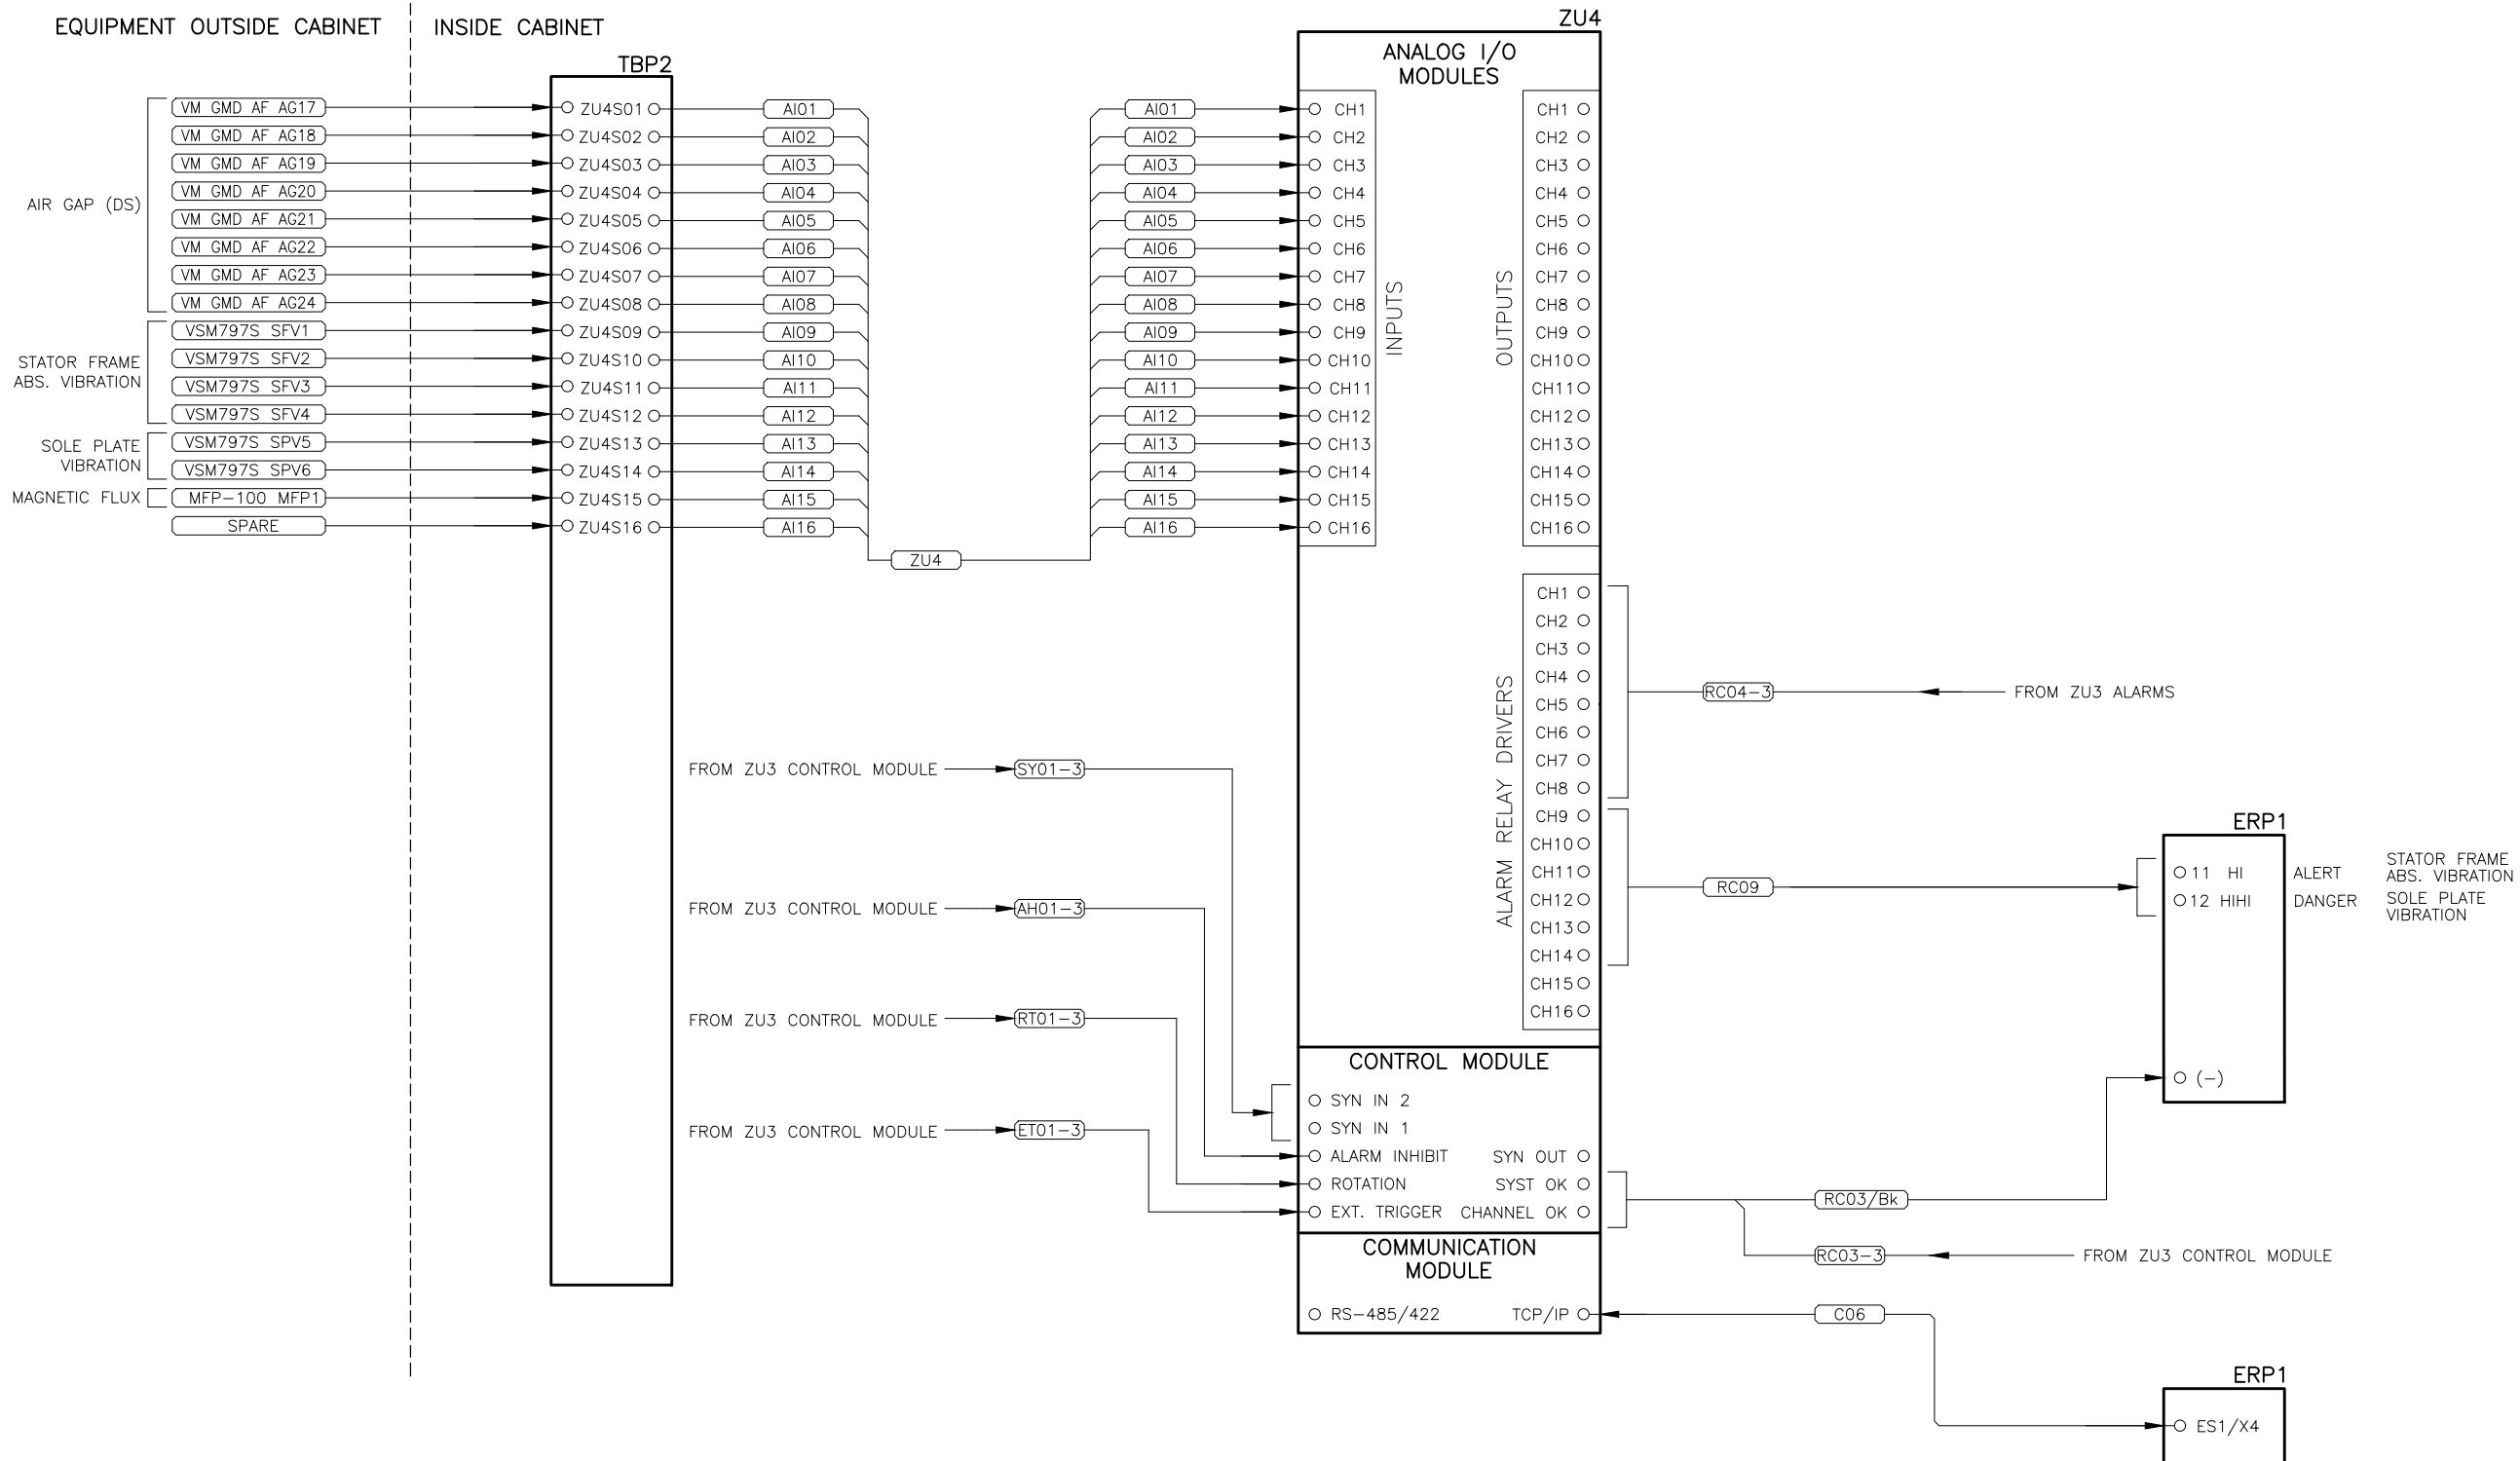 EQUIPMENT OUTSIDE CABINET
INSIDE CABINET
TBP2
AIR GAP (DS)
VM GMD AF AG17
VM GMD AF AG18
VM GMD AF AG19
VM GMD AF AG20
VM GMD AF AG21
VM GMD AF AG22
VM GMD AF AG23
VM GMD AF AG24
STATOR FRAME
ABS. VIBRATION
VSM797S SFV1
VSM797S SFV2
VSM797S SFV3
VSM797S SFV4
SOLE PLATE
VIBRATION
VSM797S SPV5
VSM797S SPV6
MAGNETIC FLUX
MFP-100 MFP1
SPARE
ZU4S01
ZU4S02
ZU4S03
ZU4S04
ZU4S05
ZU4S06
ZU4S07
ZU4S08
ZU4S09
ZU4S10
ZU4S11
ZU4S12
ZU4S13
ZU4S14
ZU4S15
ZU4S16
AI01
AI02
AI03
AI04
AI05
AI06
AI07
AI08
AI09
AI10
AI11
AI12
AI13
AI14
AI15
AI16
ZU4
AI01
AI02
AI03
AI04
AI05
AI06
AI07
AI08
AI09
AI10
AI11
AI12
AI13
AI14
AI15
AI16
ZU4
ANALOG I/O
MODULES
CH1
CH2
CH3
CH4
CH5
CH6
CH7
CH8
CH9
CH10
CH11
CH12
CH13
CH14
CH15
CH16
INPUTS
OUTPUTS
CH1
CH2
CH3
CH4
CH5
CH6
CH7
CH8
CH9
CH10
CH11
CH12
CH13
CH14
CH15
CH16
ALARM RELAY DRIVERS
CH1
CH2
CH3
CH4
CH5
CH6
CH7
CH8
CH9
CH10
CH11
CH12
CH13
CH14
CH15
CH16
RC04-3
FROM ZU3 ALARMS
RC09
ERP1
11 HI
ALERT
12 HIHI
DANGER
STATOR FRAME
ABS. VIBRATION
SOLE PLATE
VIBRATION
(-)
FROM ZU3 CONTROL MODULE
SY01-3
FROM ZU3 CONTROL MODULE
AH01-3
FROM ZU3 CONTROL MODULE
RT01-3
FROM ZU3 CONTROL MODULE
ET01-3
CONTROL MODULE
SYN IN 2
SYN IN 1
ALARM INHIBIT
SYN OUT
ROTATION
SYST OK
EXT. TRIGGER
CHANNEL OK
RC03/Bk
RC03-3
FROM ZU3 CONTROL MODULE
COMMUNICATION
MODULE
RS-485/422
TCP/IP
C06
ERP1
ES1/X4